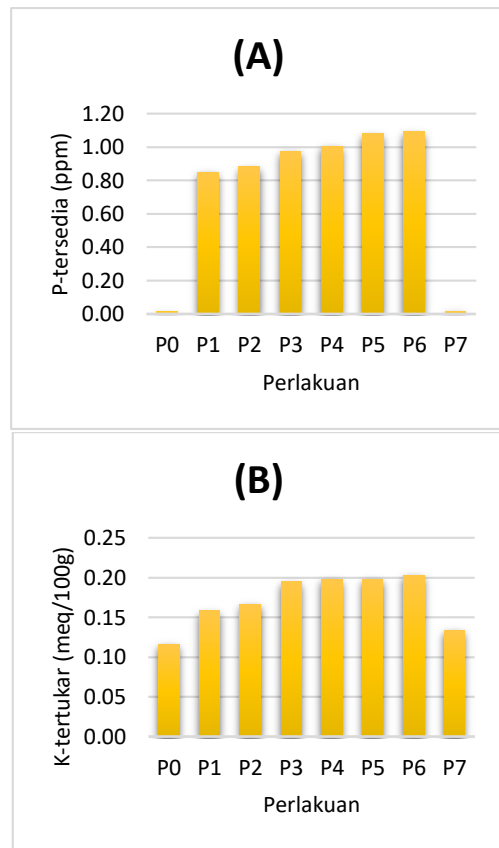 (A)
P-tersedia (ppm)
1.20
1.00
0.80
0.60
0.40
0.20
0.00
P0 P1 P2 P3 P4 P5 P6 P7
Perlakuan
(B)
K-tertukar (meq/100g)
0.25
0.20
0.15
0.10
0.05
0.00
P0 P1 P2 P3 P4 P5 P6 P7
Perlakuan